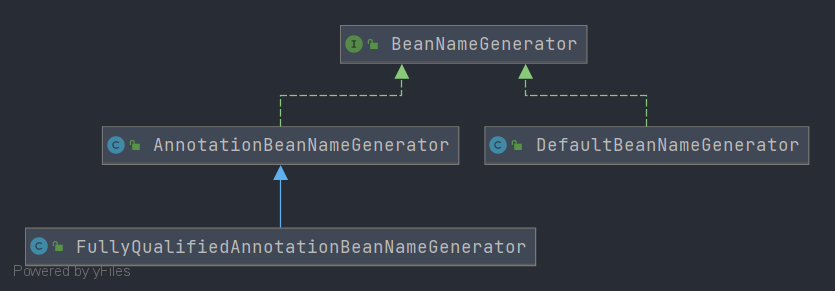 I BeanNameGenerator
C AnnotationBeanNameGenerator
C DefaultBeanNameGenerator
C FullyQualifiedAnnotationBeanNameGenerator
Powered by yFiles